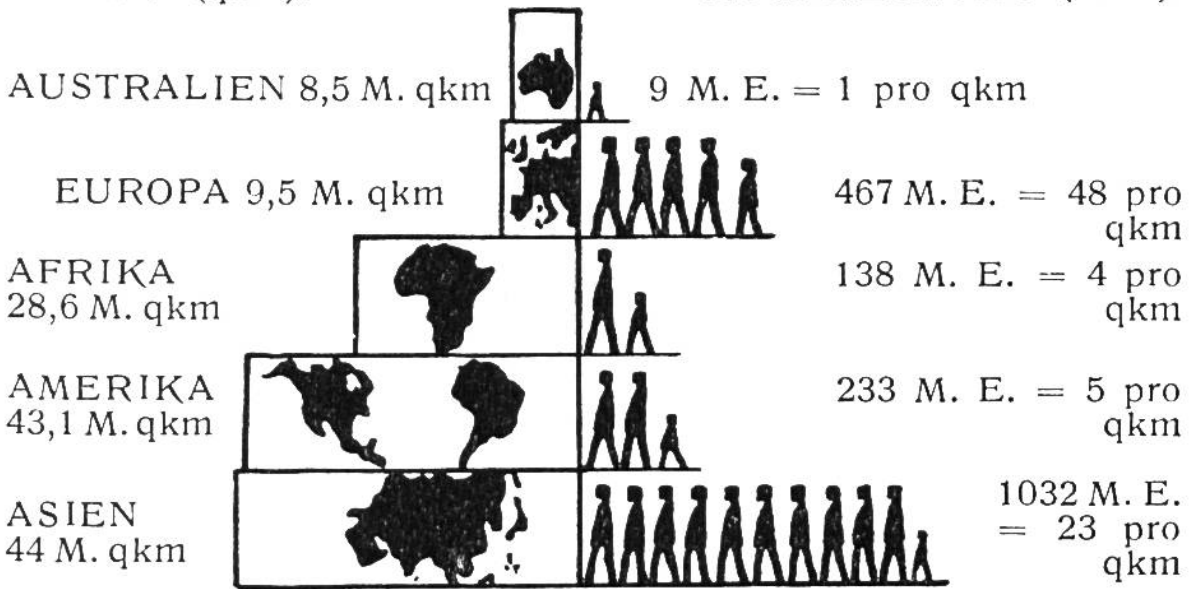 AUSTRALIEN 8,5 M. qkm 9 M. E. = 1 pro qkm
EUROPA 9,5 M. qkm 467 M. E. = 48 pro
qkm
AFRIKA 138 M. E. = 4 pro
28,6 M. qkm qkm
AMERIKA 233 M. E. = 5 pro
43,1 M. qkm qkm
ASIEN 1032 M. E.
44 M. qkm = 23 pro
qkm